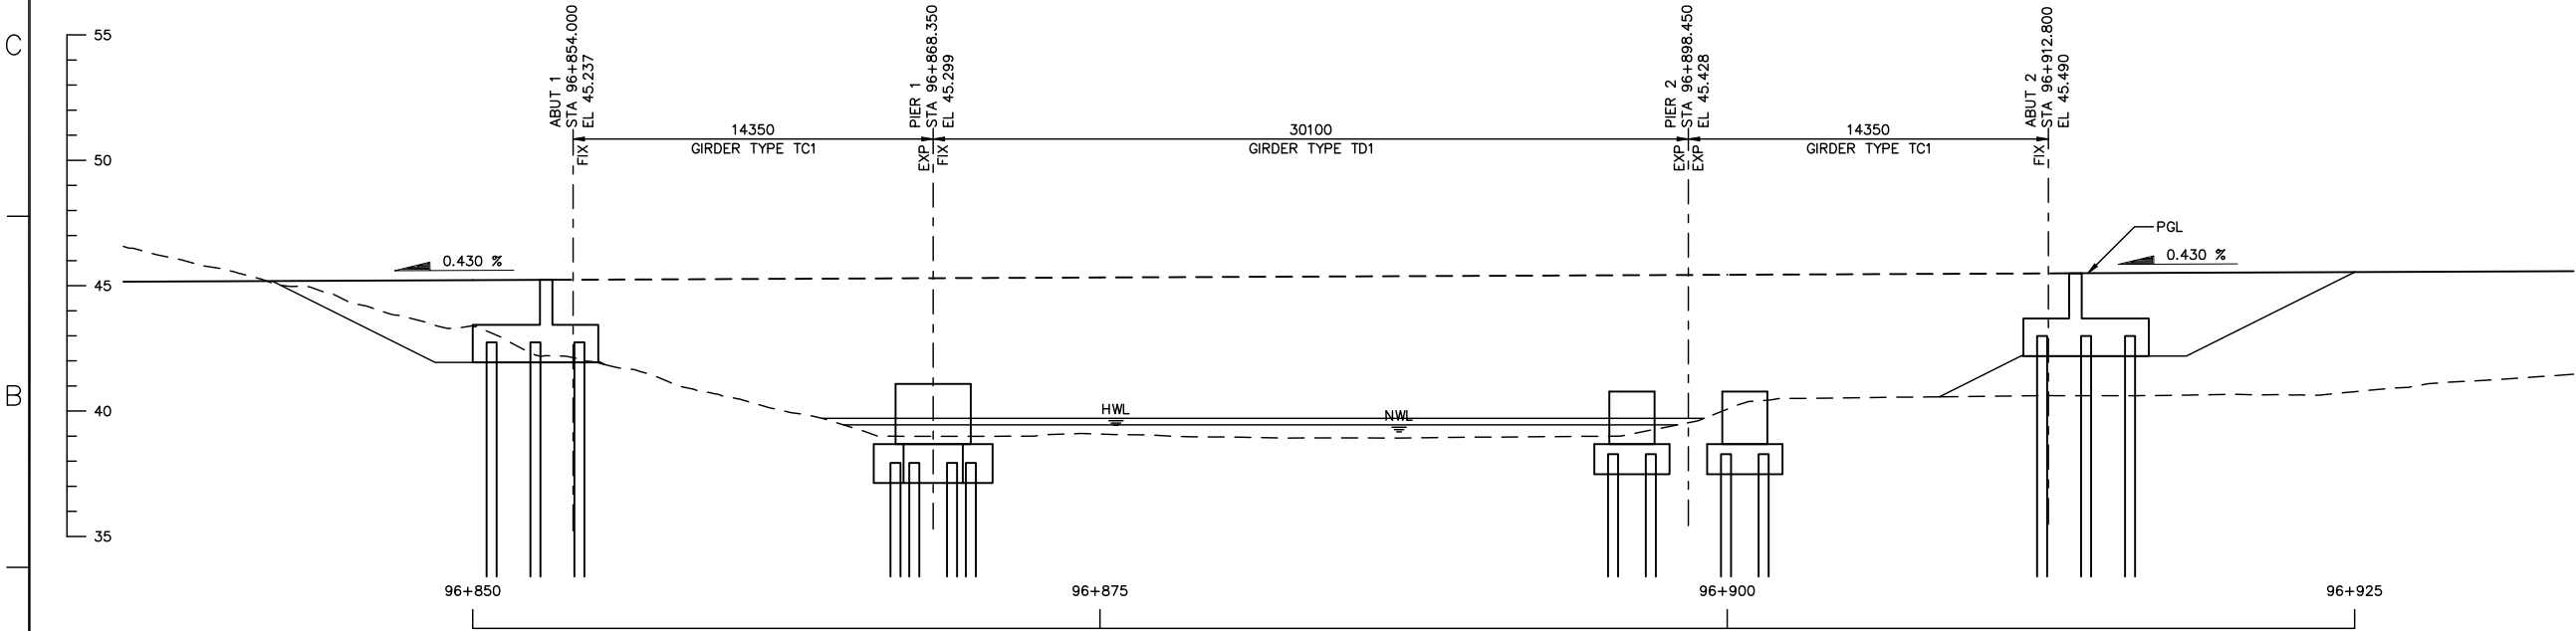 C
B
55
50
45
40
35
ABUT 1
STA 96+854.000
EL 45.237
FIX
14350
GIRDER TYPE TC1
PIER 1
STA 96+868.350
EL 45.299
EXP
FIX
30100
GIRDER TYPE TD1
PIER 2
STA 96+898.450
EL 45.428
EXP
EXP
14350
GIRDER TYPE TC1
ABUT 2
STA 96+912.800
EL 45.490
FIX
PGL
0.430 %
0.430 %
HWL
NWL
96+850
96+875
96+900
96+925